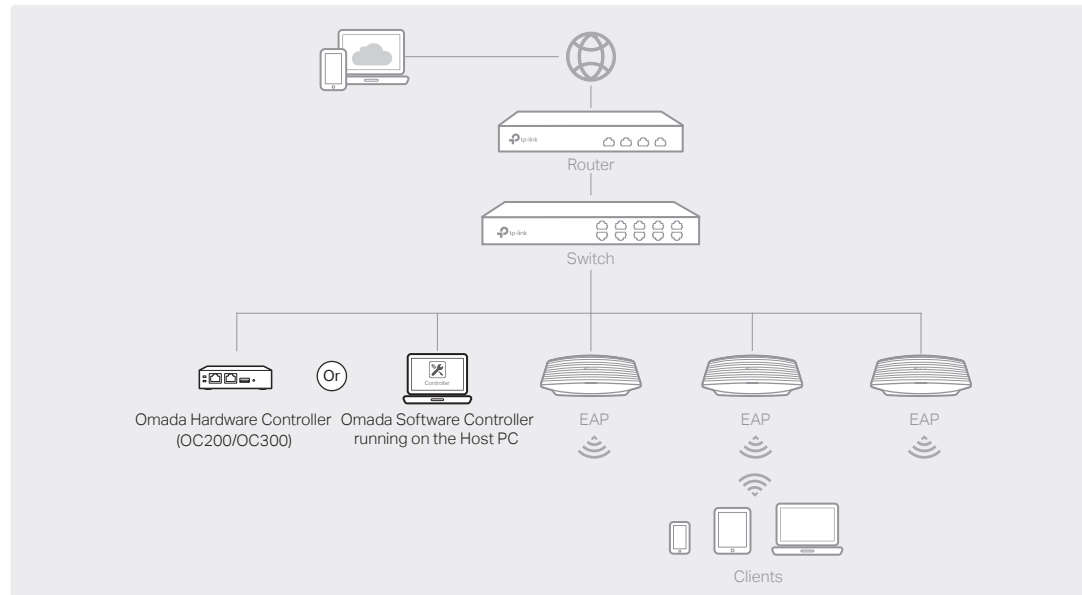 tp-link
Router
tp-link
Switch
Or
Controller
Omada Hardware Controller
(OC200/OC300)
Omada Software Controller
running on the Host PC
EAP
EAP
EAP
Clients